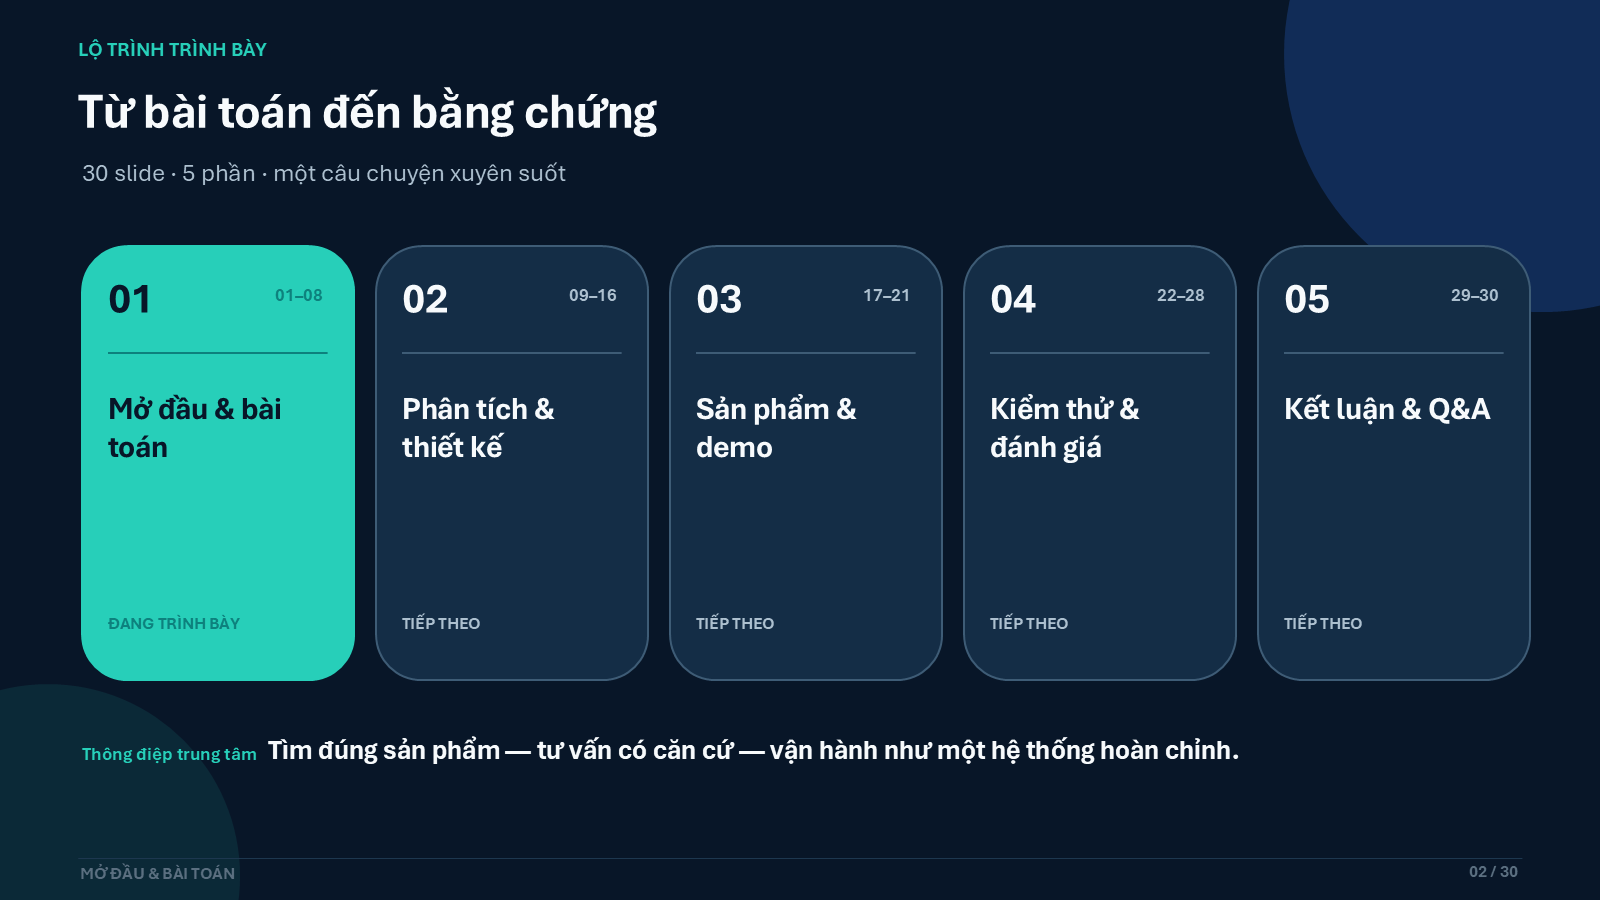 LỘ TRÌNH TRÌNH BÀY
Từ bài toán đến bằng chứng
30 slide · 5 phần · một câu chuyện xuyên suốt
01
01–08
Mở đầu & bài
toán
ĐANG TRÌNH BÀY
02
09–16
Phân tích &
thiết kế
TIẾP THEO
03
17–21
Sản phẩm &
demo
TIẾP THEO
04
22–28
Kiểm thử &
đánh giá
TIẾP THEO
05
29–30
Kết luận & Q&A
TIẾP THEO
Thông điệp trung tâm Tìm đúng sản phẩm — tư vấn có căn cứ — vận hành như một hệ thống hoàn chỉnh.
MỞ ĐẦU & BÀI TOÁN
02 / 30